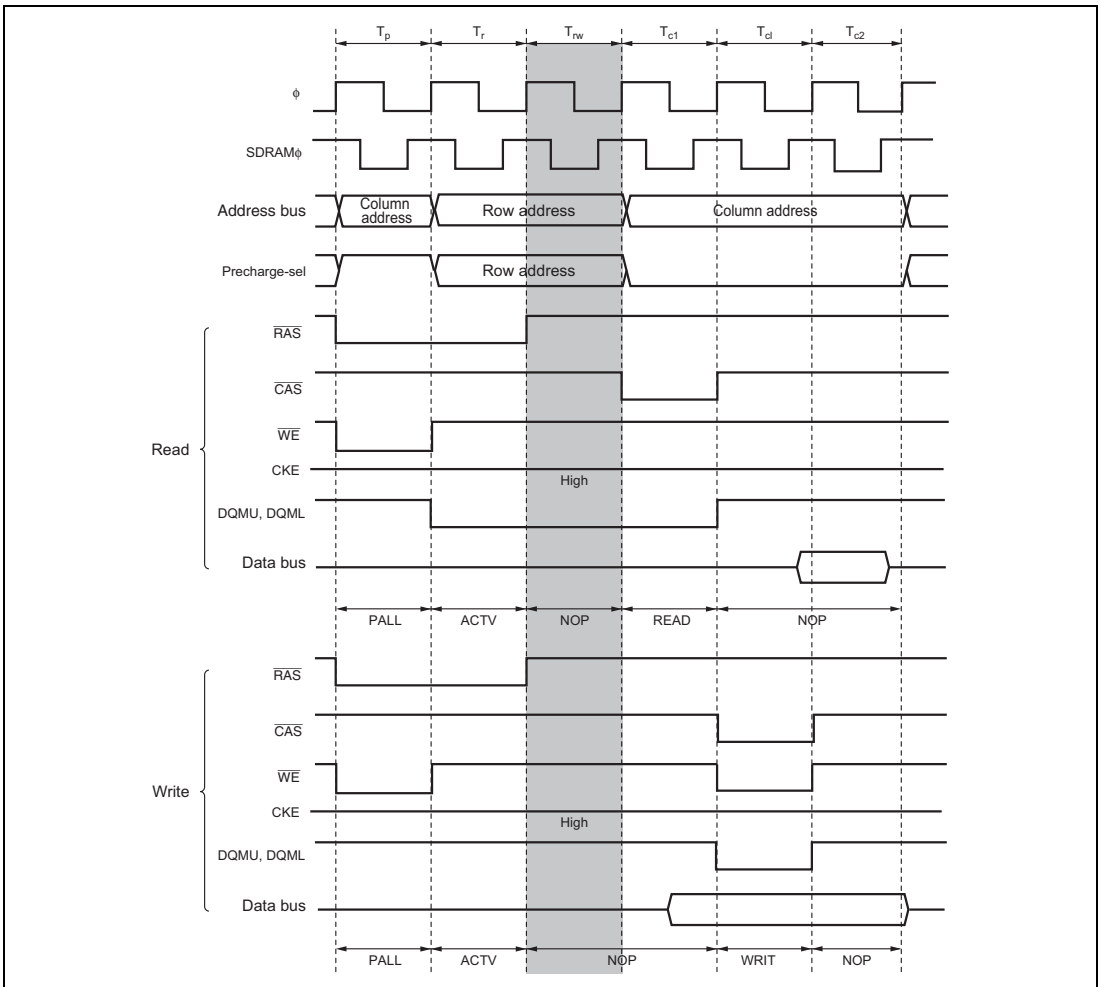 Tp Tr Trw Tc1 Tcl Tc2
ϕ
SDRAMϕ
Address bus Column address Row address Column address
Precharge-sel Row address
Read
RAS
CAS
WE
CKE High
DQMU, DQML
Data bus
PALL ACTV NOP READ NOP
Write
RAS
CAS
WE
CKE High
DQMU, DQML
Data bus
PALL ACTV NOP WRIT NOP